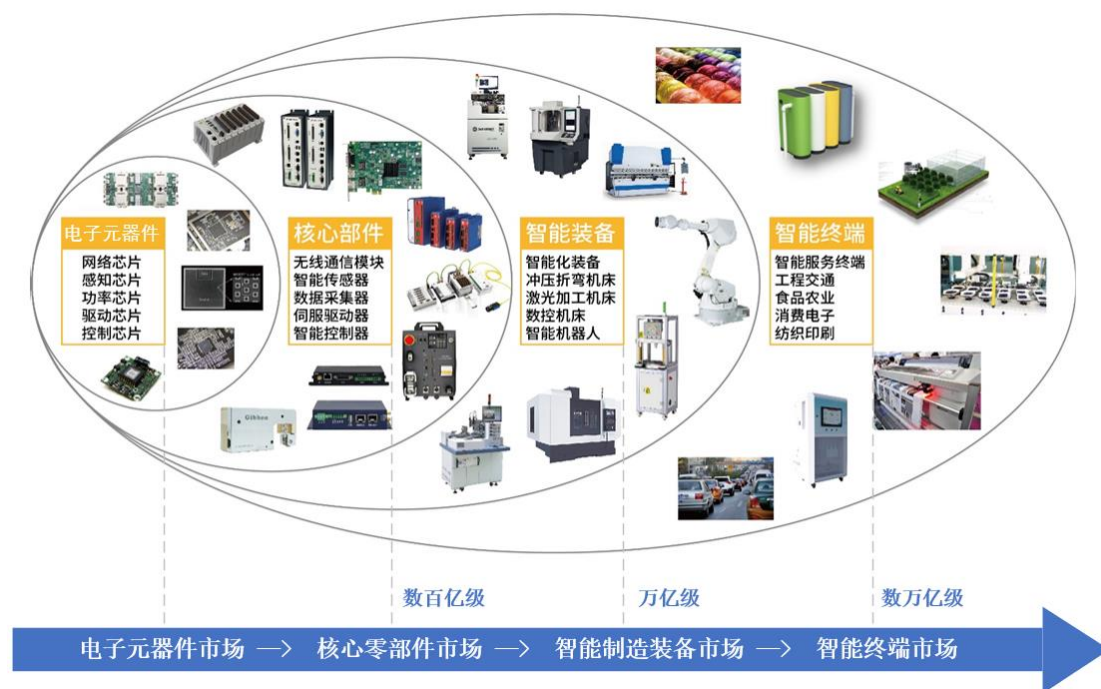 电子元器件
网络芯片
感知芯片
功率芯片
驱动芯片
控制芯片
核心部件
无线通信模块
智能传感器
数据采集器
伺服驱动器
智能控制器
智能装备
智能化装备
冲压折弯机床
激光加工机床
数控机床
智能机器人
智能终端
智能服务终端
工程交通
食品农业
消费电子
纺织印刷
数百亿级
万亿级
数万亿级
电子元器件市场 —> 核心零部件市场 —> 智能制造装备市场 —> 智能终端市场